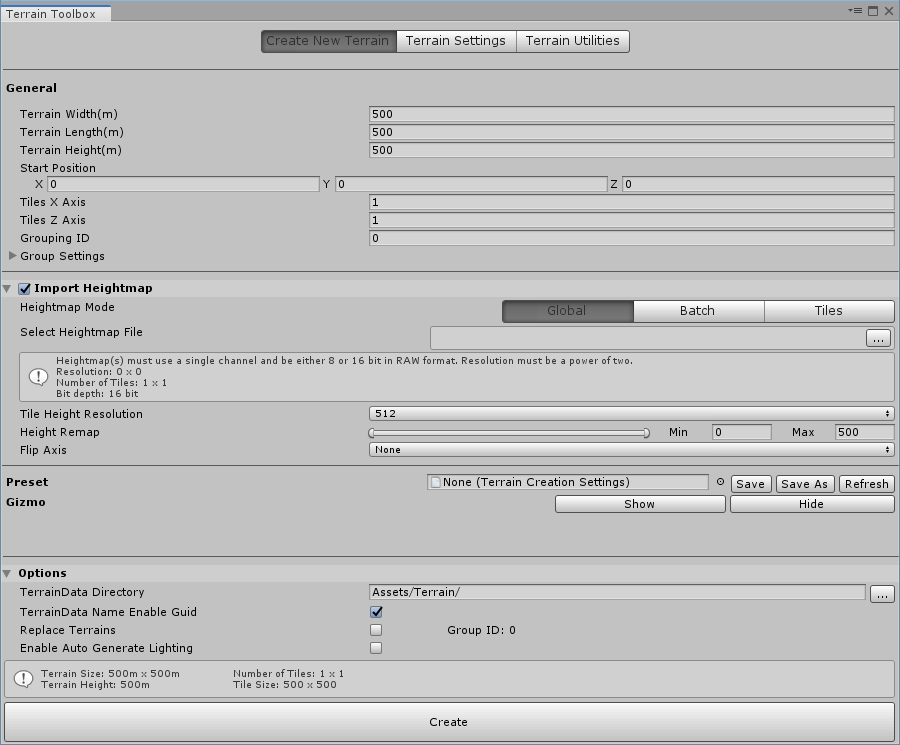 Terrain Toolbox
Create New Terrain Terrain Settings Terrain Utilities
General
Terrain Width(m) 500
Terrain Length(m) 500
Terrain Height(m) 500
Start Position
X 0 Y 0 Z 0
Tiles X Axis 1
Tiles Z Axis 1
Grouping ID 0
Group Settings
Import Heightmap
Heightmap Mode Global Batch Tiles
Select Heightmap File ...
Heightmap(s) must use a single channel and be either 8 or 16 bit in RAW format. Resolution must be a power of two.
Resolution: 0 x 0
Number of Tiles: 1 x 1
Bit depth: 16 bit
Tile Height Resolution 512
Height Remap Min 0 Max 500
Flip Axis None
Preset None (Terrain Creation Settings) Save Save As Refresh
Gizmo Show Hide
Options
TerrainData Directory Assets/Terrain/ ...
TerrainData Name Enable Guid
Replace Terrains Group ID: 0
Enable Auto Generate Lighting
Terrain Size: 500m x 500m Number of Tiles: 1 x 1
Terrain Height: 500m Tile Size: 500 x 500
Create